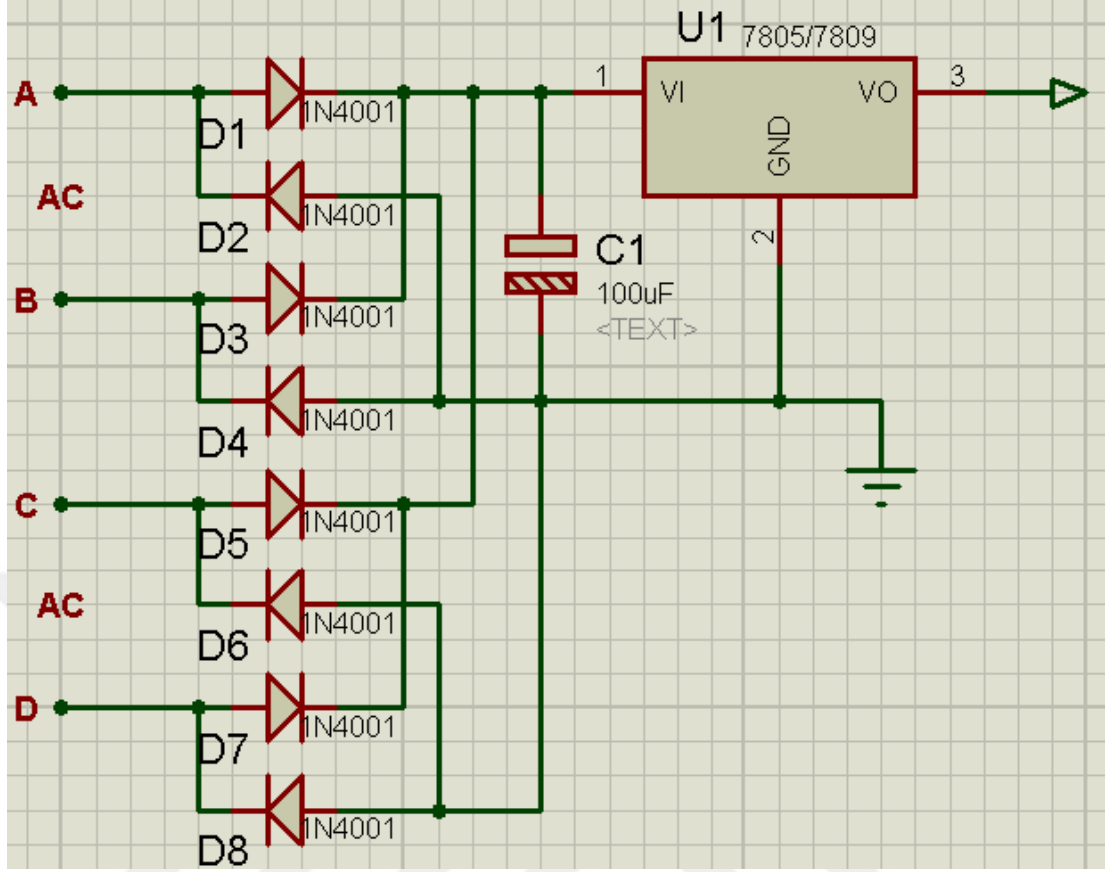 U1 7805/7809
A
1
VI
VO
3
1N4001
D1
GND
AC
1N4001
D2
2
C1
B
100uF
1N4001
<TEXT>
D3
1N4001
D4
C
1N4001
D5
AC
1N4001
D6
D
1N4001
D7
1N4001
D8